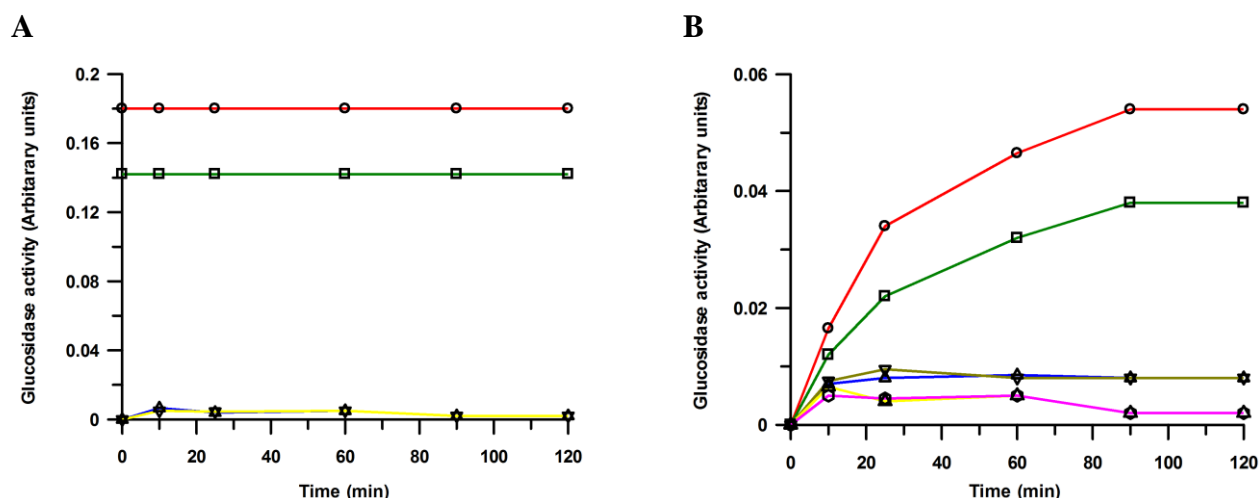 A
Glucosidase activity (Arbitarary units)
0.2
0.16
0.12
0.08
0.04
0
0 20 40 60 80 100 120
Time (min)
B
Glucosidase activity (Arbitarary units)
0.06
0.04
0.02
0
0 20 40 60 80 100 120
Time (min)